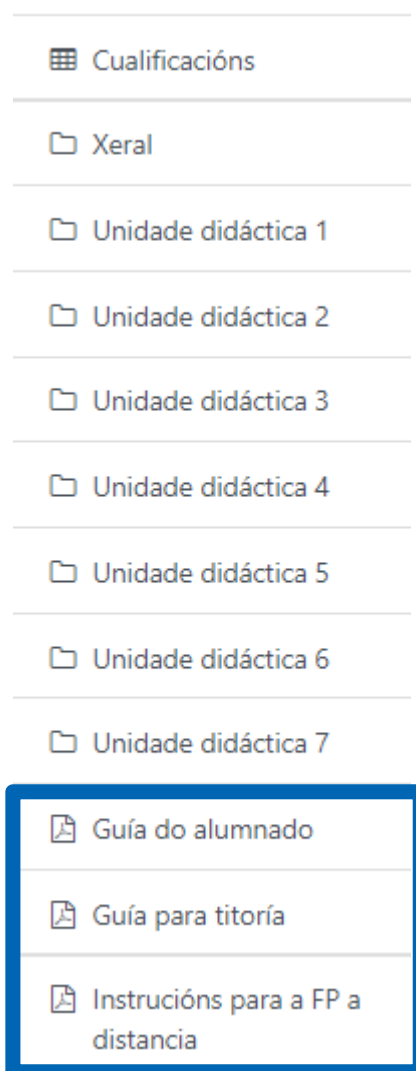 Cualificacións
Xeral
Unidade didáctica 1
Unidade didáctica 2
Unidade didáctica 3
Unidade didáctica 4
Unidade didáctica 5
Unidade didáctica 6
Unidade didáctica 7
Guía do alumnado
Guía para titoría
Instrucións para a FP a
distancia